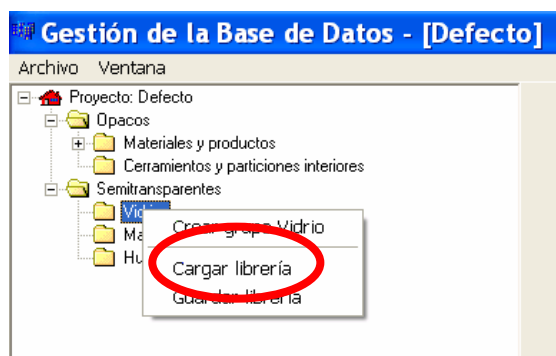 Gestión de la Base de Datos - [Defecto]
Archivo Ventana
Proyecto: Defecto
Opacos
Materiales y productos
Cerramientos y particiones interiores
Semitransparentes
Crear grupo Vidrio
Cargar librería
Guardar librería